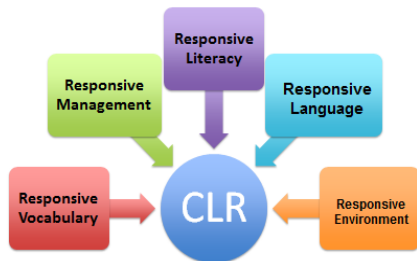 Responsive
Literacy
Responsive
Management
Responsive
Language
Responsive
Vocabulary
CLR
Responsive
Environment